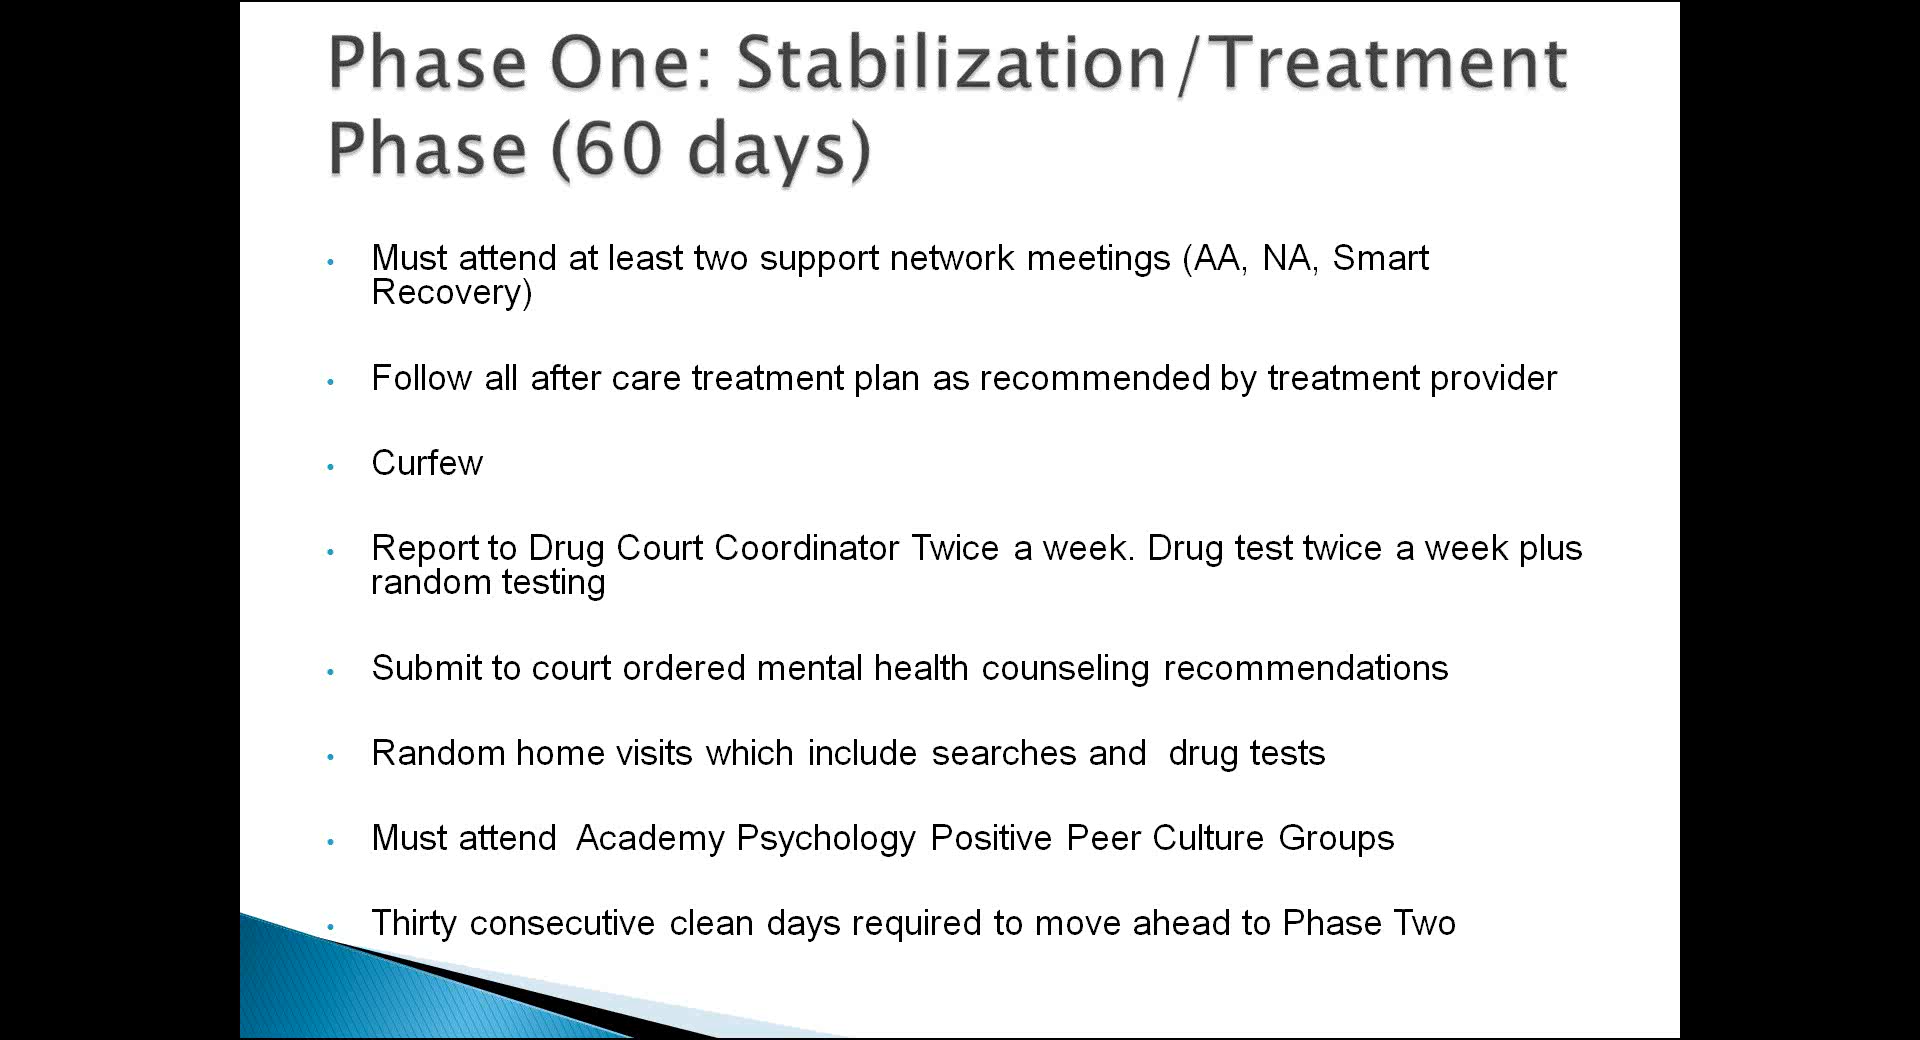 Phase One: Stabilization/Treatment
Phase (60 days)
• Must attend at least two support network meetings (AA, NA, Smart
Recovery)
• Follow all after care treatment plan as recommended by treatment provider
• Curfew
• Report to Drug Court Coordinator Twice a week. Drug test twice a week plus
random testing
• Submit to court ordered mental health counseling recommendations
• Random home visits which include searches and  drug tests
• Must attend  Academy Psychology Positive Peer Culture Groups
• Thirty consecutive clean days required to move ahead to Phase Two